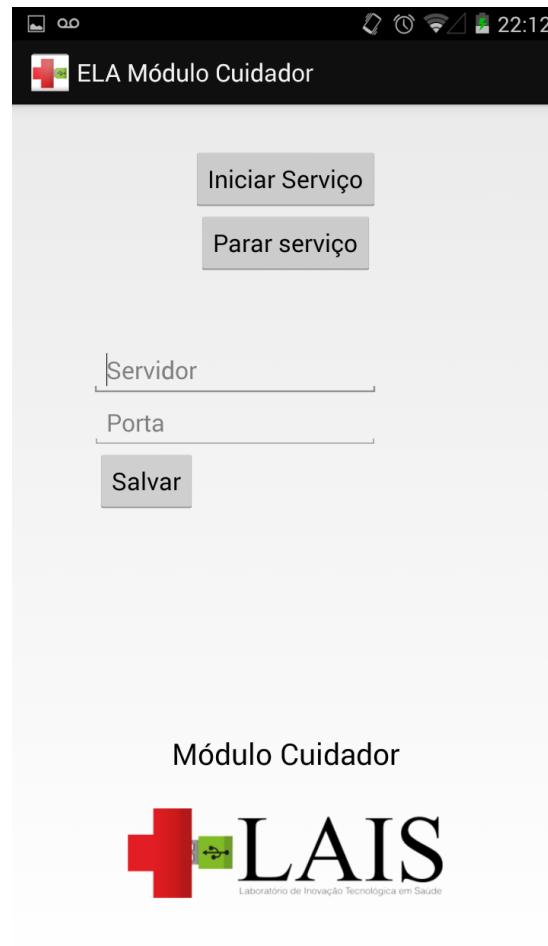 22:12
ELA Módulo Cuidador
Iniciar Serviço
Parar serviço
Servidor
Porta
Salvar
Módulo Cuidador
LAIS
Laboratório de Inovação Tecnológica em Saúde